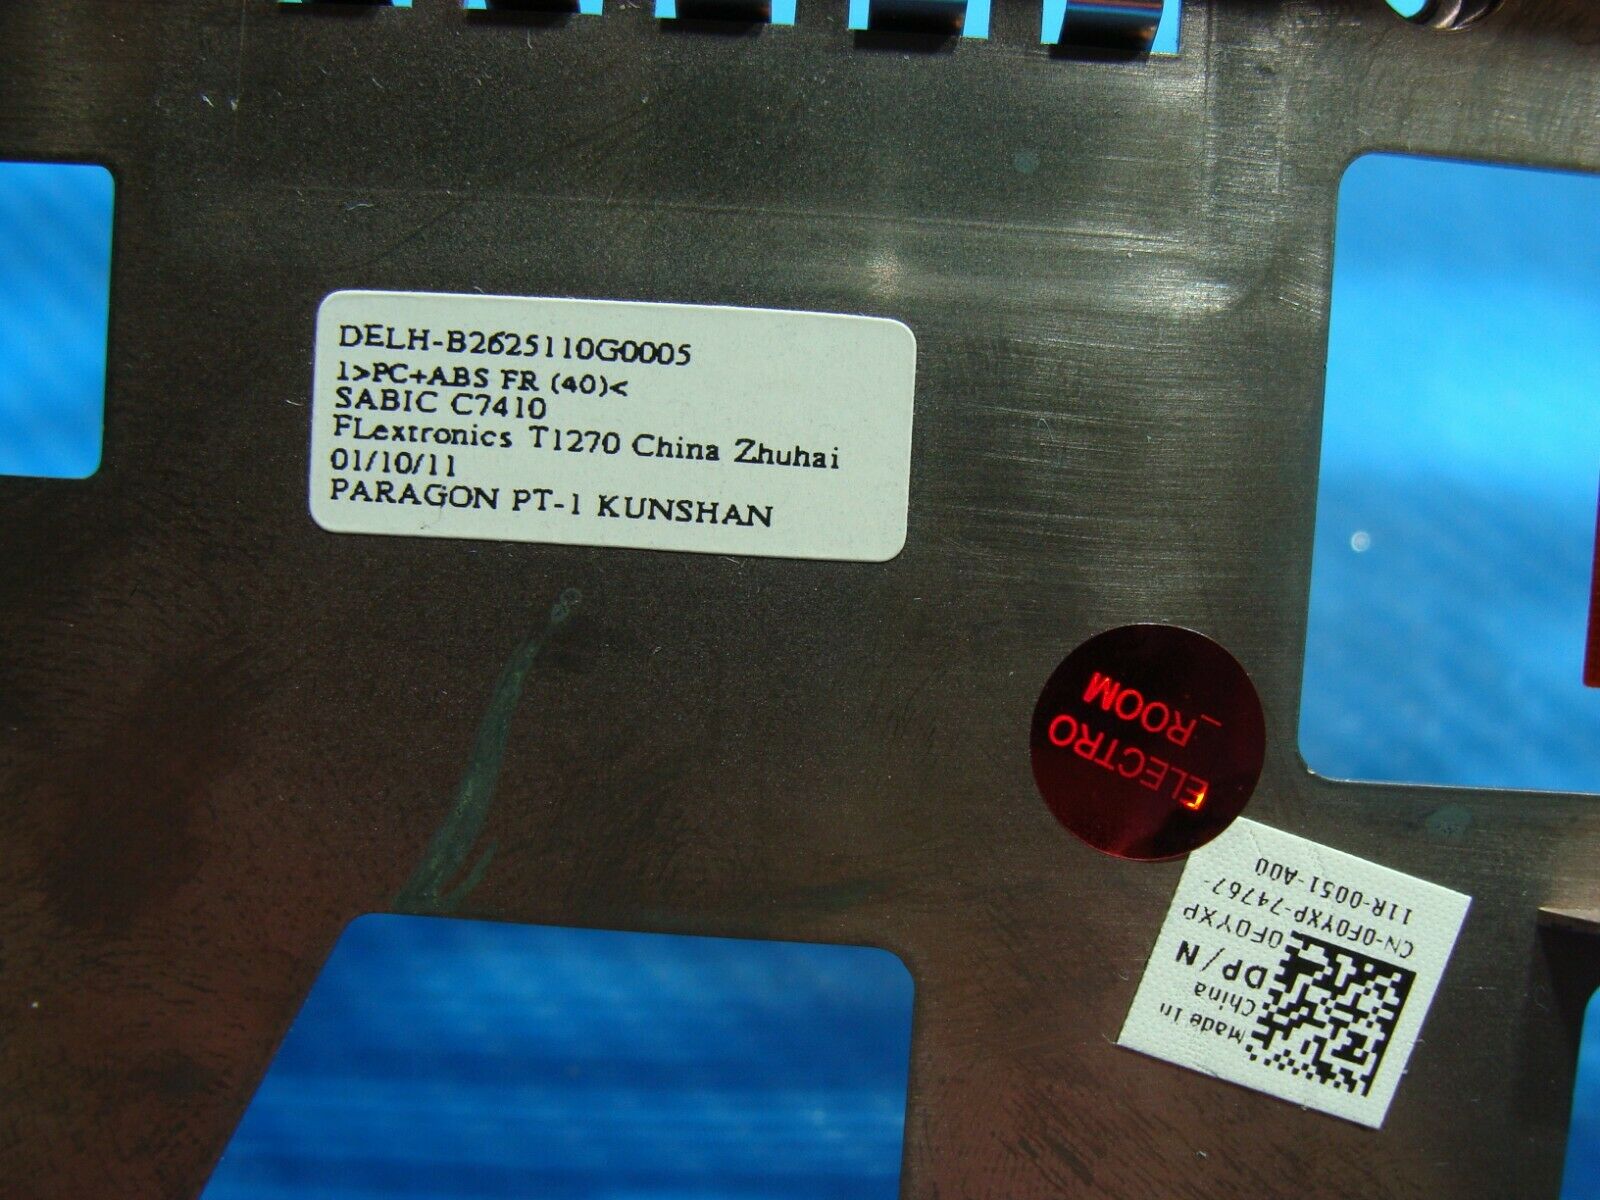 DELH-B2625110G0005
1>PC+ABS FR (40)<
SABIC C7410
FLextronics T1270 China Zhuhai
01/10/11
PARAGON PT-1 KUNSHAN
ELECTRO
_ROOM
Made in
China
DP/N 0F0YXP
CN-0F0YXP-74767-
11R-0051-A00